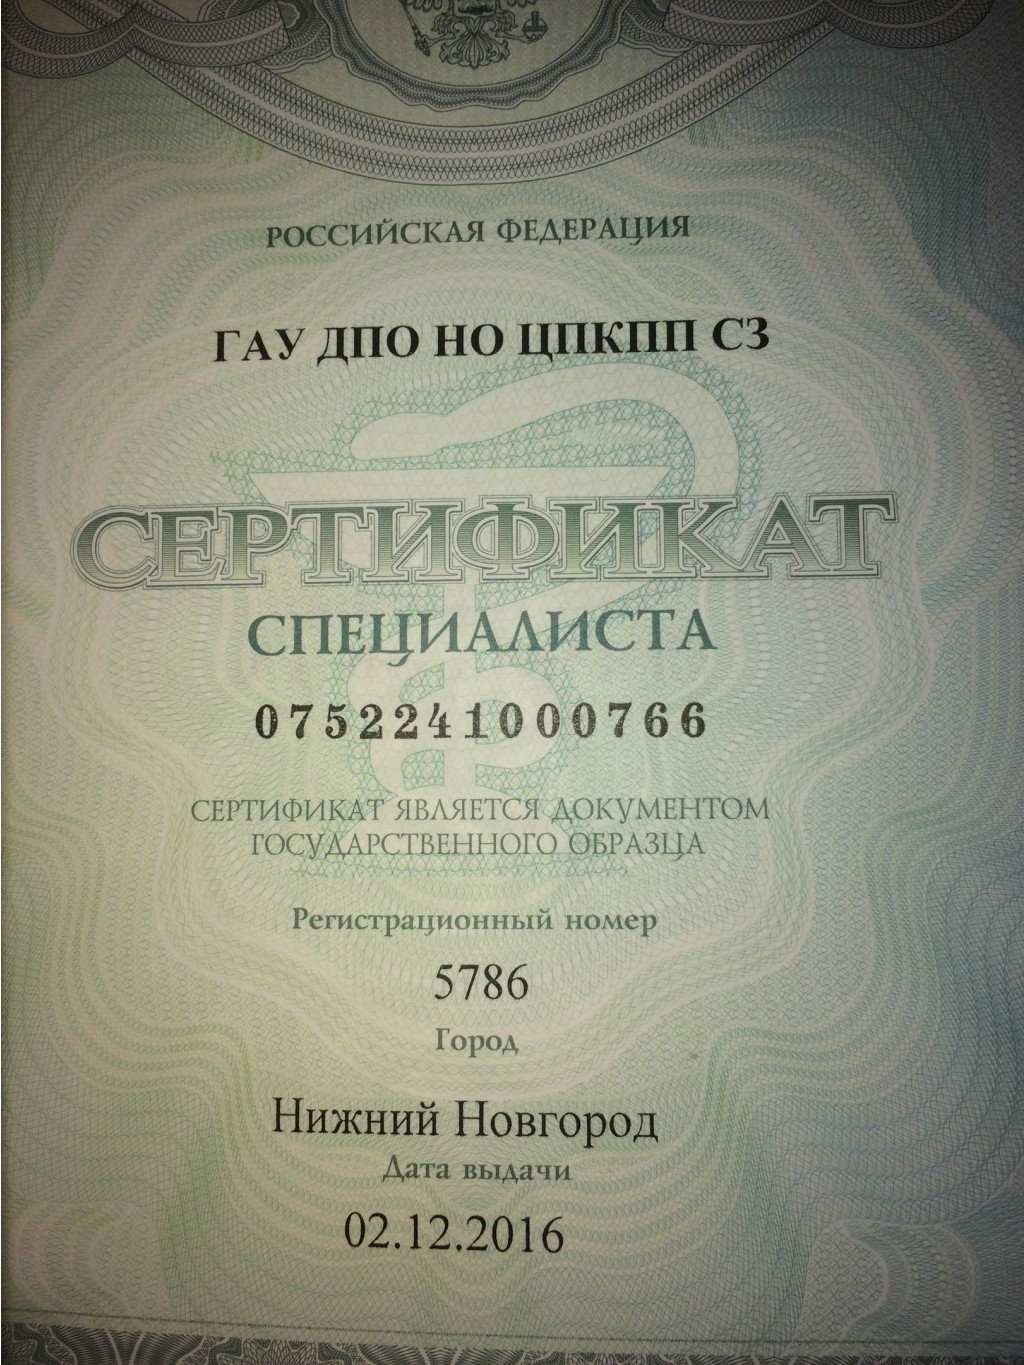 РОССИЙСКАЯ ФЕДЕРАЦИЯ
ГАУ ДПО НО ЦПКПП СЗ
СЕРТИФИКАТ
СПЕЦИАЛИСТА
0752241000766
СЕРТИФИКАТ ЯВЛЯЕТСЯ ДОКУМЕНТОМ
ГОСУДАРСТВЕННОГО ОБРАЗЦА
Регистрационный номер
5786
Город
Нижний Новгород
Дата выдачи
02.12.2016